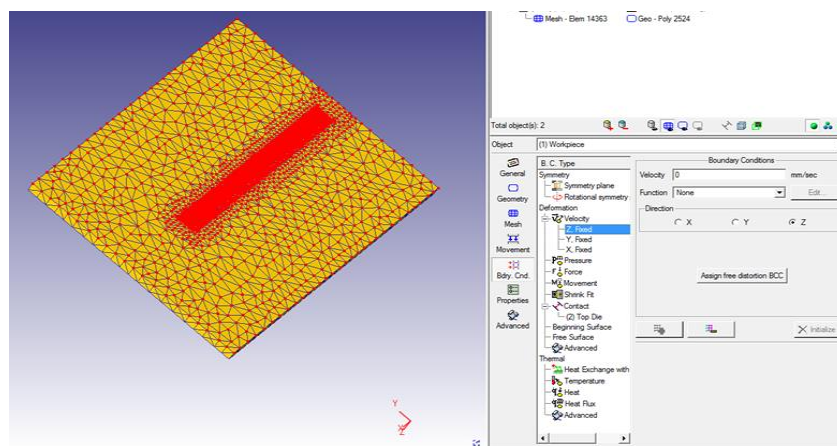 Mesh - Elem 14363
Geo - Poly 2524
Total object(s): 2
Object
(1) Workpiece
General
Geometry
Mesh
Movement
Bdry. Cnd.
Properties
Advanced
B. C. Type
Symmetry
Symmetry plane
Rotational symmetry
Deformation
Velocity
Z, Fixed
Y, Fixed
X, Fixed
Pressure
Force
Movement
Shrink Fit
Contact
(2) Top Die
Beginning Surface
Free Surface
Advanced
Thermal
Heat Exchange with
Temperature
Heat
Heat Flux
Advanced
Boundary Conditions
Velocity 0 mm/sec
Function None Edit...
Direction
X Y Z
Assign free distortion BCC
Initialize
Y
X
Z